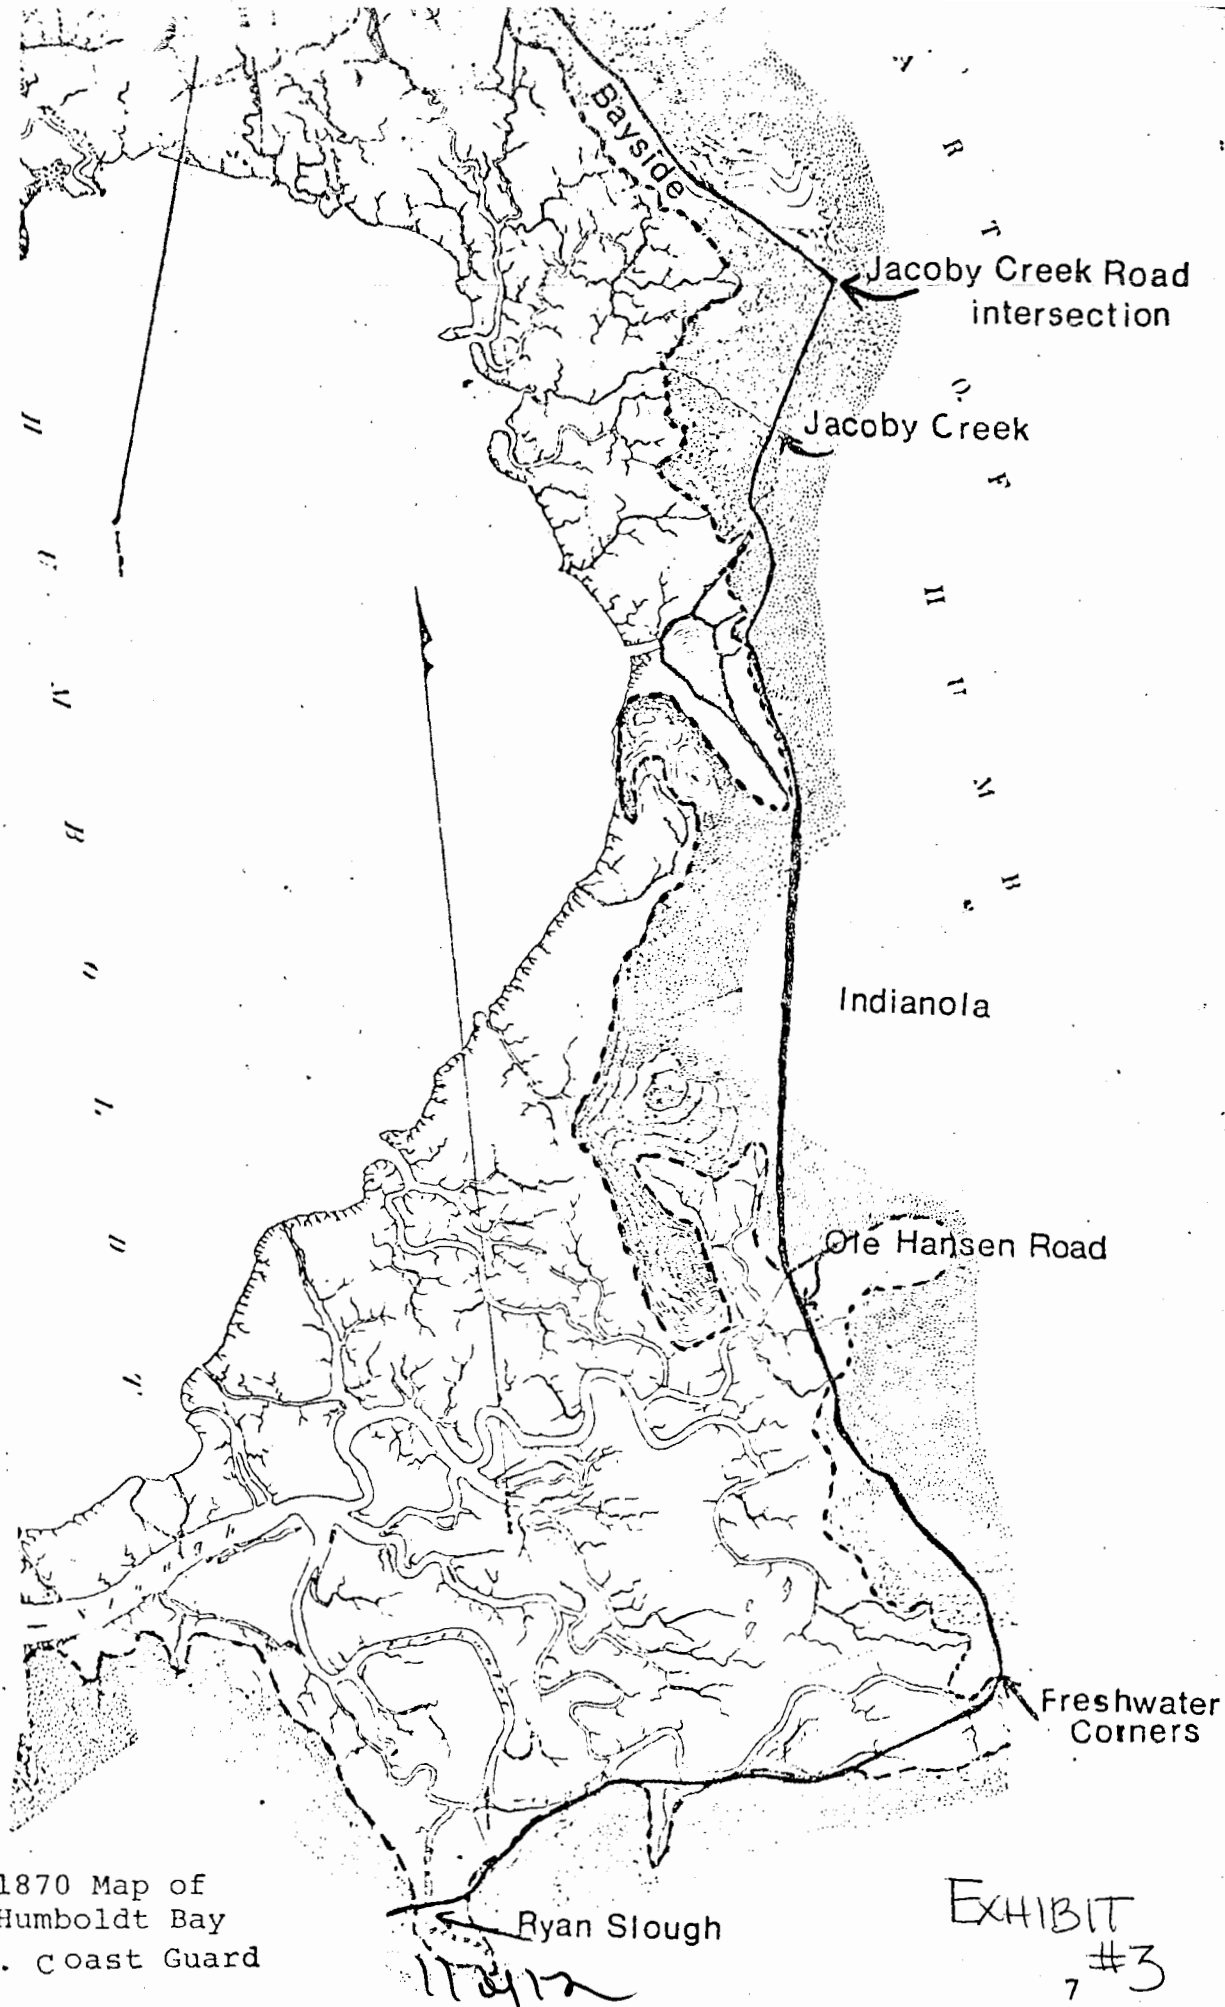 Bayside
Jacoby Creek Road
intersection
Jacoby Creek
Indianola
Ole Hansen Road
Freshwater
Corners
Ryan Slough
1870 Map of
Humboldt Bay
. Coast Guard
EXHIBIT
#3
7
R T O F
H U M B
H U M B O L D T